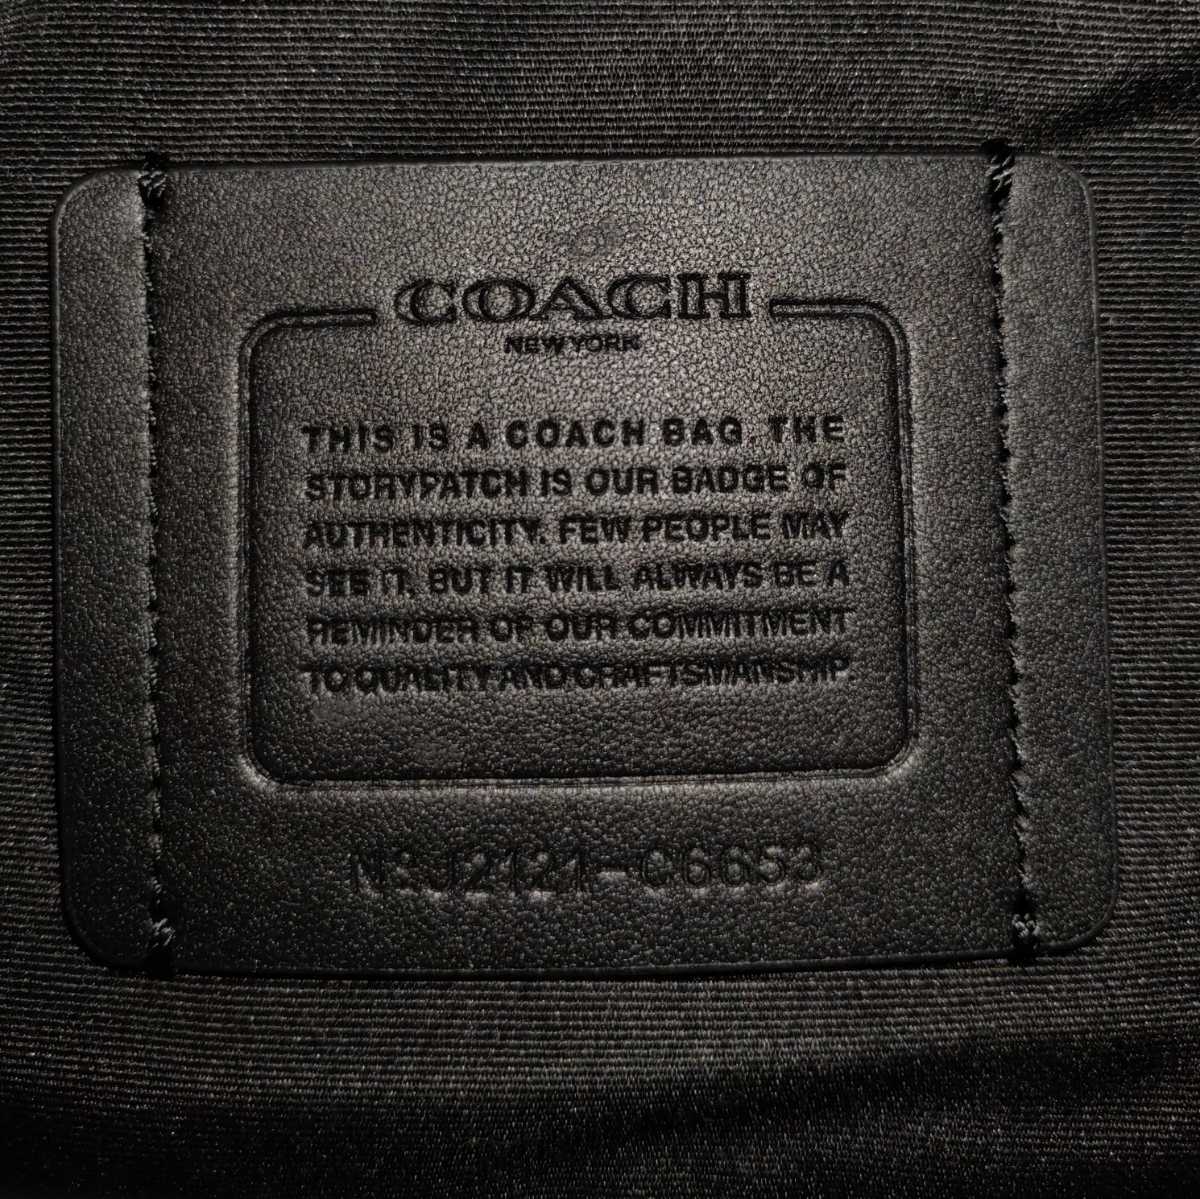 COACH
NEW YORK
THIS IS A COACH BAG. THE
STORYPATCH IS OUR BADGE OF
AUTHENTICITY. FEW PEOPLE MAY
SEE IT, BUT IT WILL ALWAYS BE A
REMINDER OF OUR COMMITMENT
TO QUALITY AND CRAFTSMANSHIP.